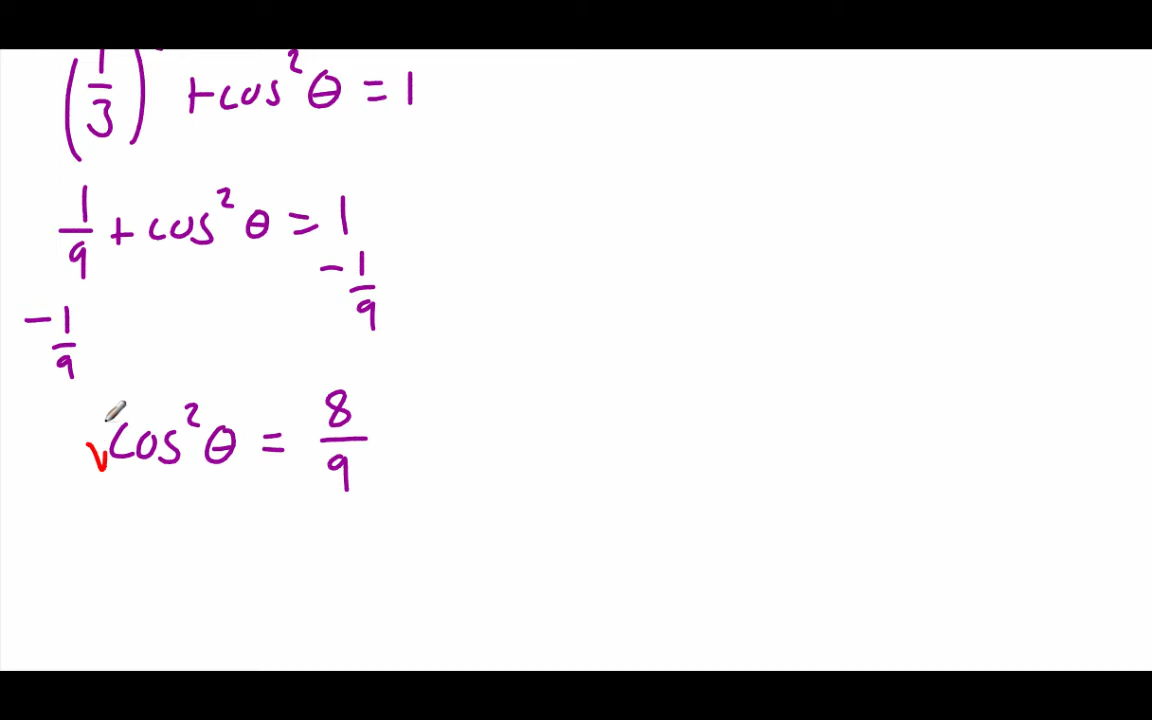 (1/3) + cos²θ = 1
1/9 + cos²θ = 1
- 1/9
- 1/9
√cos²θ = 8/9